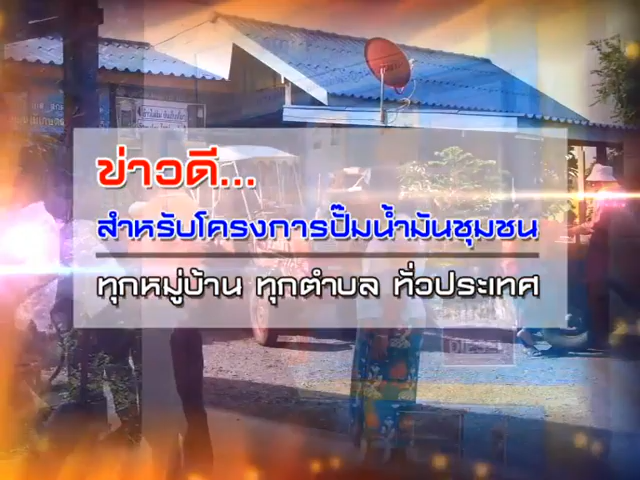 ข่าวดี...
สำหรับโครงการปั๊มน้ำมันชุมชน
ทุกหมู่บ้าน ทุกตำบล ทั่วประเทศ
DIESEL